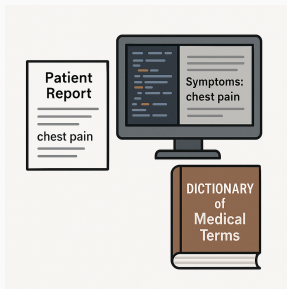 Patient
Report
chest pain
Symptoms:
chest pain
DICTIONARY
of
Medical
Terms